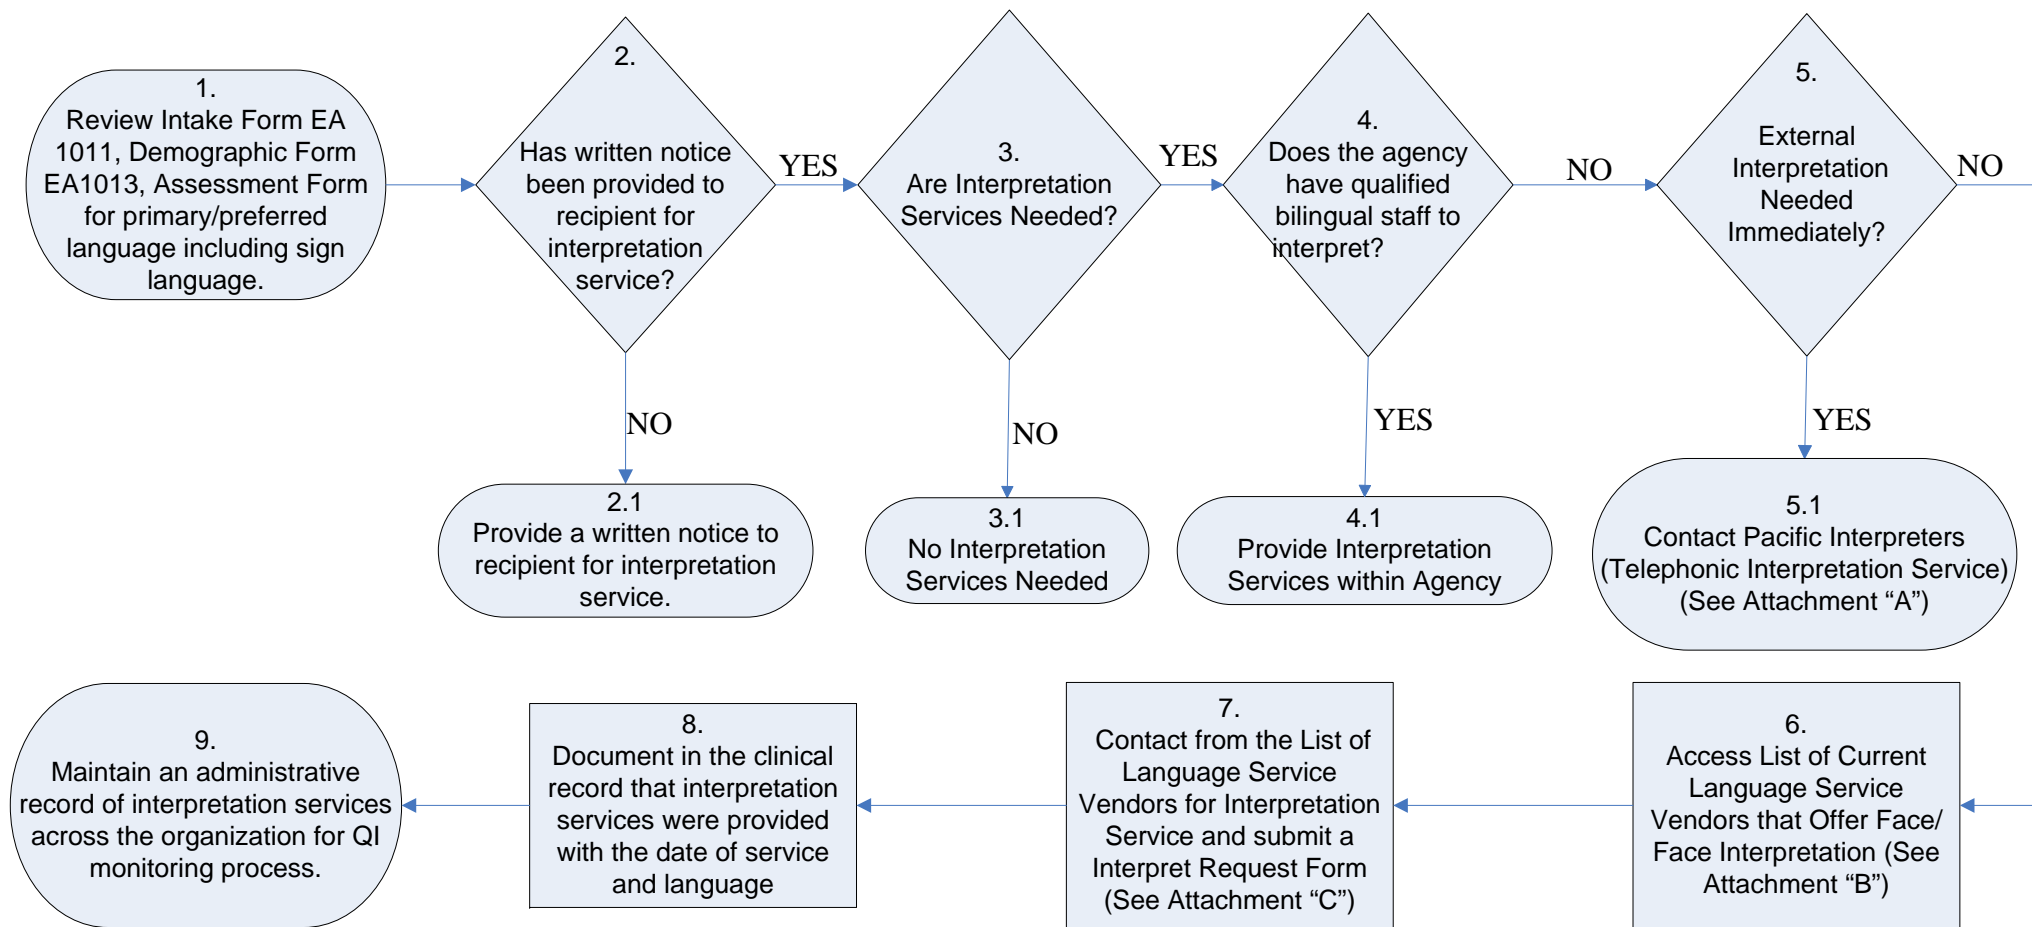 1.
Review Intake Form EA
1011, Demographic Form
EA1013, Assessment Form
for primary/preferred
language including sign
language.
2.
Has written notice
been provided to
recipient for
interpretation
service?
YES
NO
2.1
Provide a written notice to
recipient for interpretation
service.
3.
Are Interpretation
Services Needed?
YES
NO
3.1
No Interpretation
Services Needed
4.
Does the agency
have qualified
bilingual staff to
interpret?
NO
YES
4.1
Provide Interpretation
Services within Agency
5.
External
Interpretation
Needed
Immediately?
NO
YES
5.1
Contact Pacific Interpreters
(Telephonic Interpretation Service)
(See Attachment “A”)
6.
Access List of Current
Language Service
Vendors that Offer Face/
Face Interpretation (See
Attachment “B”)
7.
Contact from the List of
Language Service
Vendors for Interpretation
Service and submit a
Interpret Request Form
(See Attachment “C”)
8.
Document in the clinical
record that interpretation
services were provided
with the date of service
and language
9.
Maintain an administrative
record of interpretation services
across the organization for QI
monitoring process.